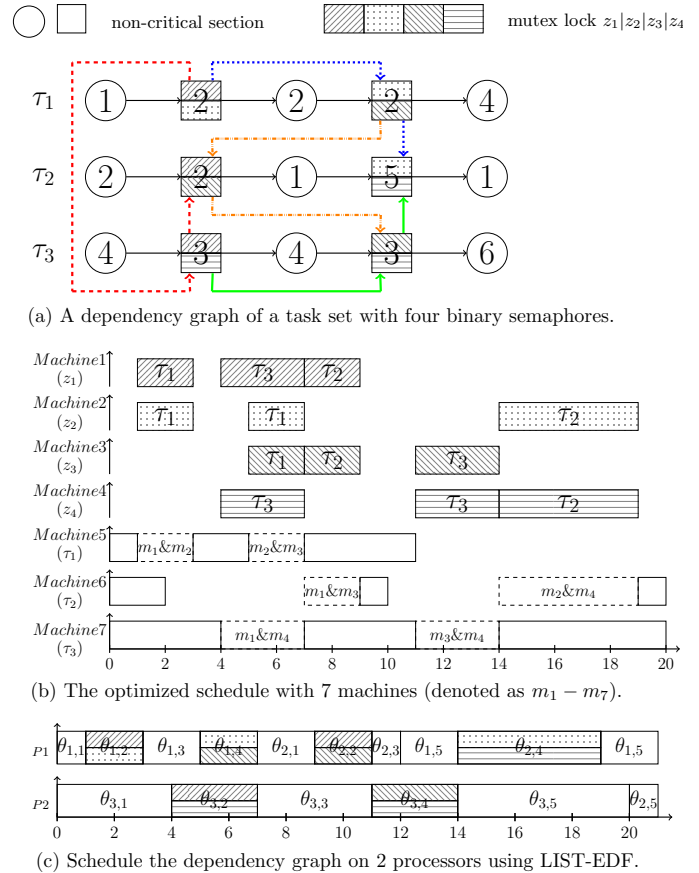 non-critical section mutex lock z₁|z₂|z₃|z₄
τ₁ 1 2 2 2 4
τ₂ 2 2 1 5 1
τ₃ 4 3 4 3 6
(a) A dependency graph of a task set with four binary semaphores.
Machine1
(z₁) τ₁ τ₃ τ₂
Machine2
(z₂) τ₁ τ₁ τ₂
Machine3
(z₃) τ₁ τ₂ τ₃
Machine4
(z₄) τ₃ τ₃ τ₂
Machine5
(τ₁) m₁&m₂ m₂&m₃
Machine6
(τ₂) m₁&m₃ m₂&m₄
Machine7
(τ₃) m₁&m₄ m₃&m₄
0 2 4 6 8 10 12 14 16 18 20
(b) The optimized schedule with 7 machines (denoted as m₁ − m₇).
P1 θ₁,₁ θ₁,₂ θ₁,₃ θ₁,₄ θ₂,₁ θ₂,₂ θ₂,₃ θ₁,₅ θ₂,₄ θ₁,₅
P2 θ₃,₁ θ₃,₂ θ₃,₃ θ₃,₄ θ₃,₅ θ₂,₅
0 2 4 6 8 10 12 14 16 18 20
(c) Schedule the dependency graph on 2 processors using LIST-EDF.